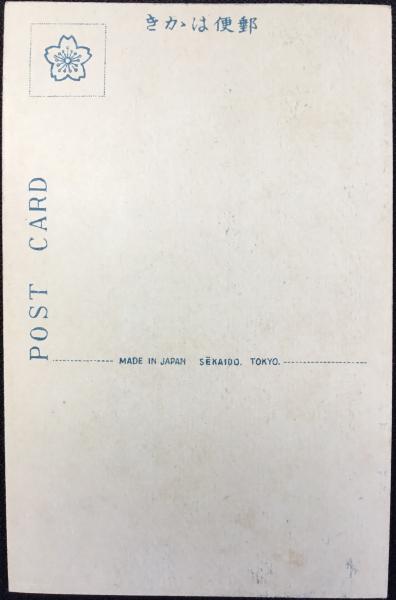 きかは便郵
POST CARD
MADE IN JAPAN SĒKAIDO. TOKYO.